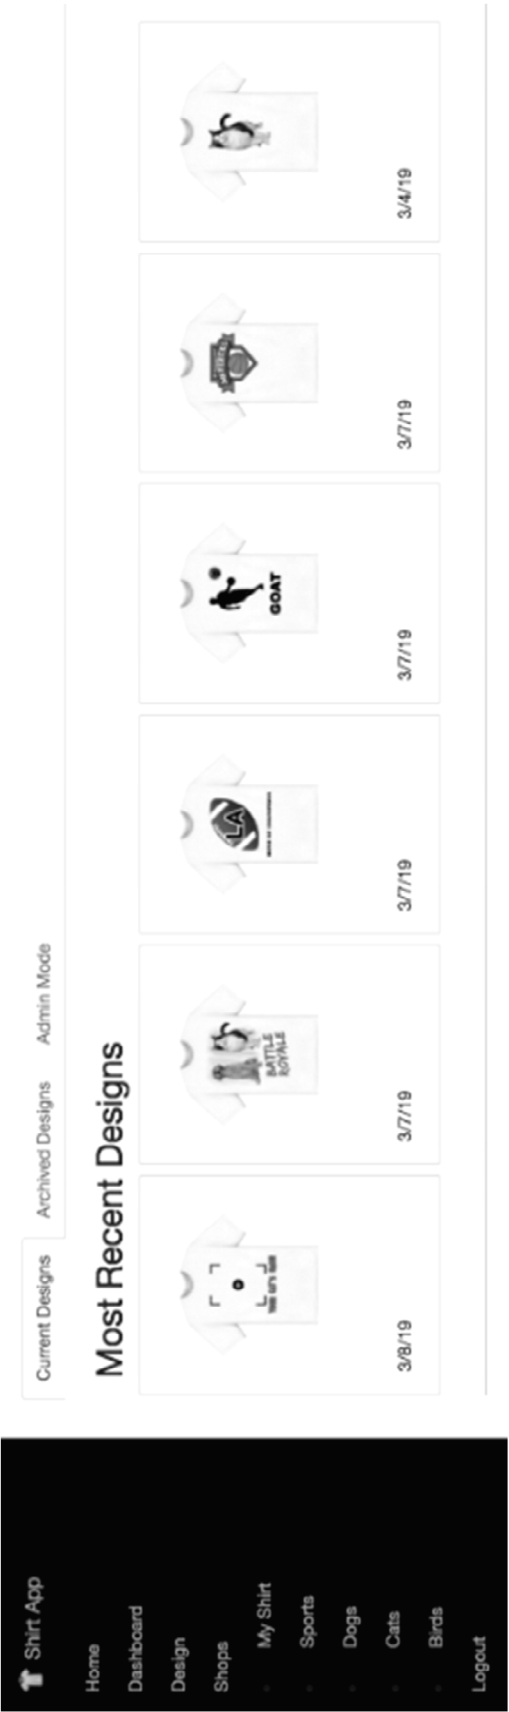 Shirt App
Home
Dashboard
Design
Shops
My Shirt
Sports
Dogs
Cats
Birds
Logout
Current Designs
Archived Designs
Admin Mode
Most Recent Designs
3/8/19
BATTLE
ROYALE
3/7/19
LA
3/7/19
GOAT
3/7/19
3/7/19
3/4/19